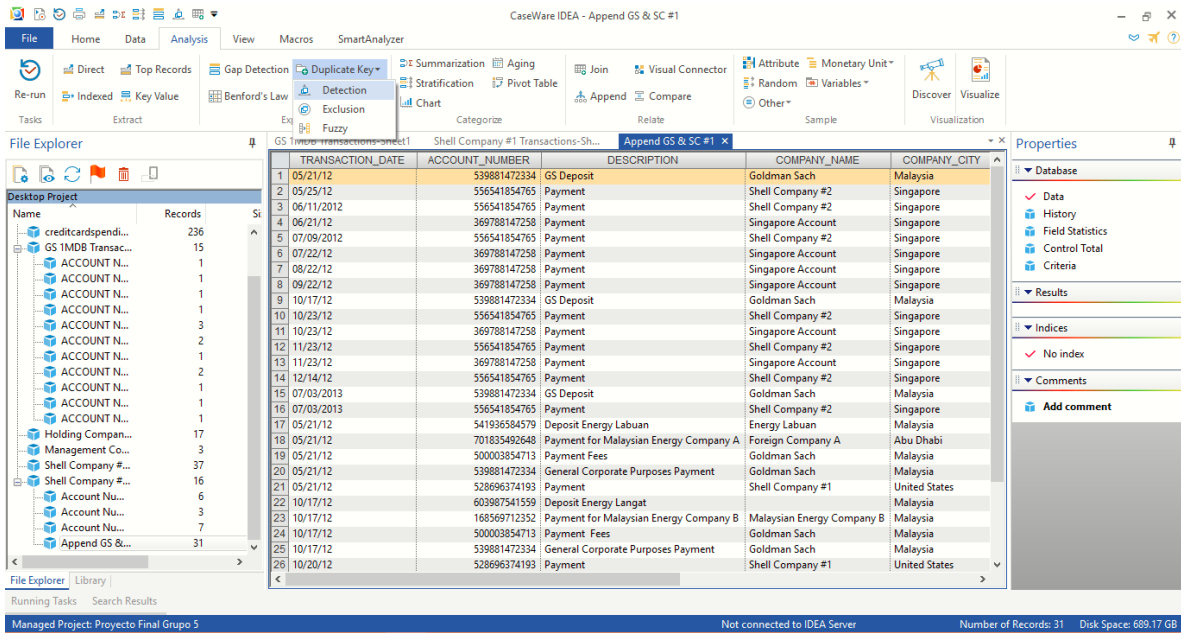 CaseWare IDEA - Append GS & SC #1
File Home Data Analysis View Macros SmartAnalyzer
Re-run
Tasks
Direct Top Records
Indexed Key Value
Extract
Gap Detection Duplicate Key
Benford's Law
Detection
Exclusion
Fuzzy
Summarization Aging
Stratification Pivot Table
Chart
Categorize
Join Visual Connector
Append Compare
Relate
Attribute Monetary Unit
Random Variables
Other
Sample
Discover Visualize
Visualization
File Explorer
Desktop Project
Name Records Si
creditcardspendi... 236
GS 1MDB Transac... 15
ACCOUNT N... 1
ACCOUNT N... 1
ACCOUNT N... 1
ACCOUNT N... 1
ACCOUNT N... 3
ACCOUNT N... 2
ACCOUNT N... 1
ACCOUNT N... 2
ACCOUNT N... 1
ACCOUNT N... 1
ACCOUNT N... 1
Holding Compan... 17
Management Co... 3
Shell Company #... 37
Shell Company #... 16
Account Nu... 6
Account Nu... 3
Account Nu... 7
Append GS &... 31
File Explorer Library
Running Tasks Search Results
GS 1MDB Transactions-Sheet1 Shell Company #1 Transactions-Sh... Append GS & SC #1
TRANSACTION_DATE ACCOUNT_NUMBER DESCRIPTION COMPANY_NAME COMPANY_CITY
1 05/21/12 539881472334 GS Deposit Goldman Sach Malaysia
2 05/25/12 556541854765 Payment Shell Company #2 Singapore
3 06/11/2012 556541854765 Payment Shell Company #2 Singapore
4 06/21/12 369788147258 Payment Singapore Account Singapore
5 07/09/2012 556541854765 Payment Shell Company #2 Singapore
6 07/22/12 369788147258 Payment Singapore Account Singapore
7 08/22/12 369788147258 Payment Singapore Account Singapore
8 09/22/12 369788147258 Payment Singapore Account Singapore
9 10/17/12 539881472334 GS Deposit Goldman Sach Malaysia
10 10/23/12 556541854765 Payment Shell Company #2 Singapore
11 10/23/12 369788147258 Payment Singapore Account Singapore
12 11/23/12 556541854765 Payment Shell Company #2 Singapore
13 11/23/12 369788147258 Payment Singapore Account Singapore
14 12/14/12 556541854765 Payment Shell Company #2 Singapore
15 07/03/2013 539881472334 GS Deposit Goldman Sach Malaysia
16 07/03/2013 556541854765 Payment Shell Company #2 Singapore
17 05/21/12 541936584579 Deposit Energy Labuan Energy Labuan Malaysia
18 05/21/12 701835492648 Payment for Malaysian Energy Company A Foreign Company A Abu Dhabi
19 05/21/12 500003854713 Payment Fees Goldman Sach Malaysia
20 05/21/12 539881472334 General Corporate Purposes Payment Goldman Sach Malaysia
21 05/21/12 528696374193 Payment Shell Company #1 United States
22 10/17/12 603987541559 Deposit Energy Langat Malaysia
23 10/17/12 168569712352 Payment for Malaysian Energy Company B Malaysian Energy Company B Malaysia
24 10/17/12 500003854713 Payment Fees Goldman Sach Malaysia
25 10/17/12 539881472334 General Corporate Purposes Payment Goldman Sach Malaysia
26 10/20/12 528696374193 Payment Shell Company #1 United States
Properties
Database
Data
History
Field Statistics
Control Total
Criteria
Results
Indices
No index
Comments
Add comment
Managed Project: Proyecto Final Grupo 5 Not connected to IDEA Server Number of Records: 31 Disk Space: 689.17 GB